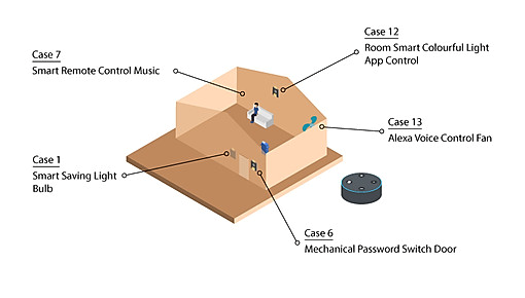 Case 12
Room Smart Colourful Light
App Control
Case 7
Smart Remote Control Music
Case 13
Alexa Voice Control Fan
Case 1
Smart Saving Light
Bulb
Case 6
Mechanical Password Switch Door